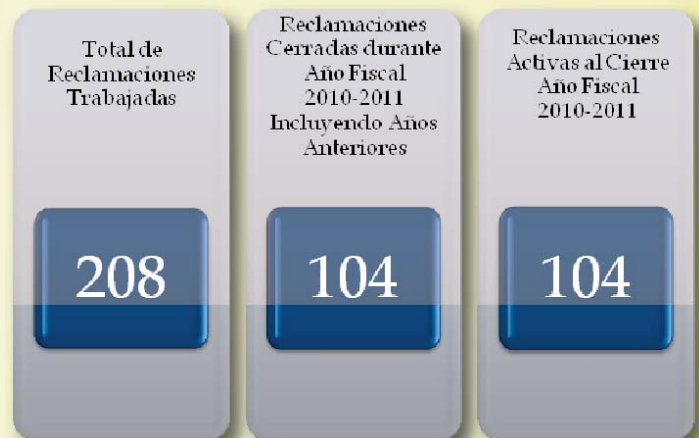 Total de
Reclamaciones
Trabajadas
208
Reclamaciones
Cerradas durante
Año Fiscal
2010-2011
Incluyendo Años
Anteriores
104
Reclamaciones
Activas al Cierre
Año Fiscal
2010-2011
104